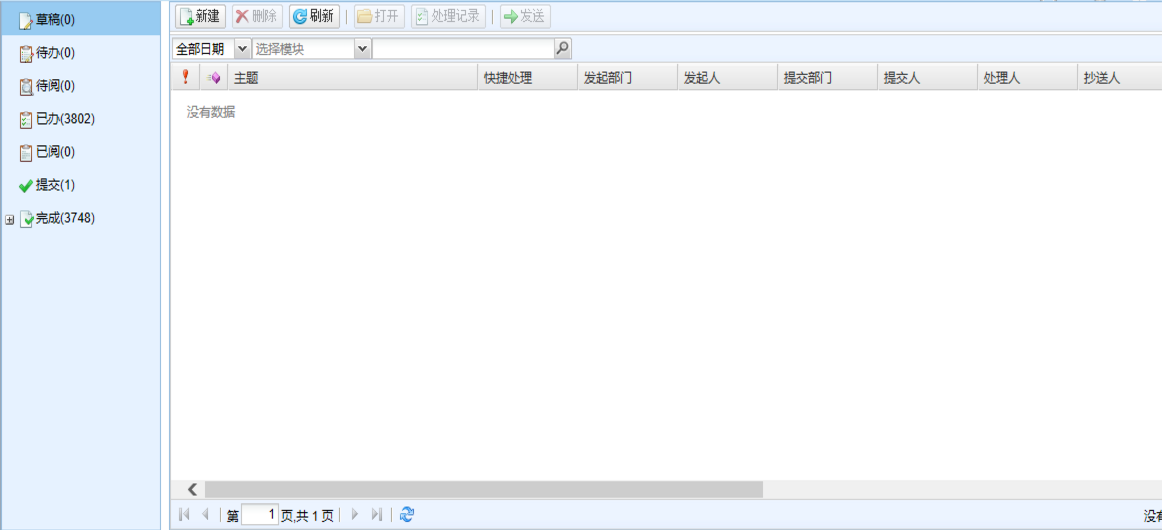 草稿(0)
待办(0)
待阅(0)
已办(3802)
已阅(0)
提交(1)
完成(3748)
新建 删除 刷新 打开 处理记录 发送
全部日期 选择模块
主题 快捷处理 发起部门 发起人 提交部门 提交人 处理人 抄送人
没有数据
第 1 页,共 1 页
没